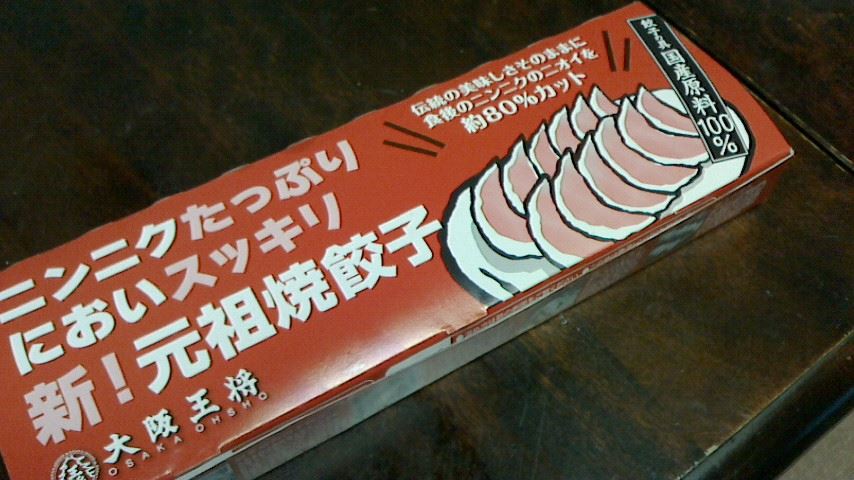 餃子の具 国産原料100%
伝統の美味しさそのままに
食後のニンニクのニオイを
約80%カット
ニンニクたっぷり
においスッキリ
新!元祖焼餃子
大阪王将
OSAKA OHSHO